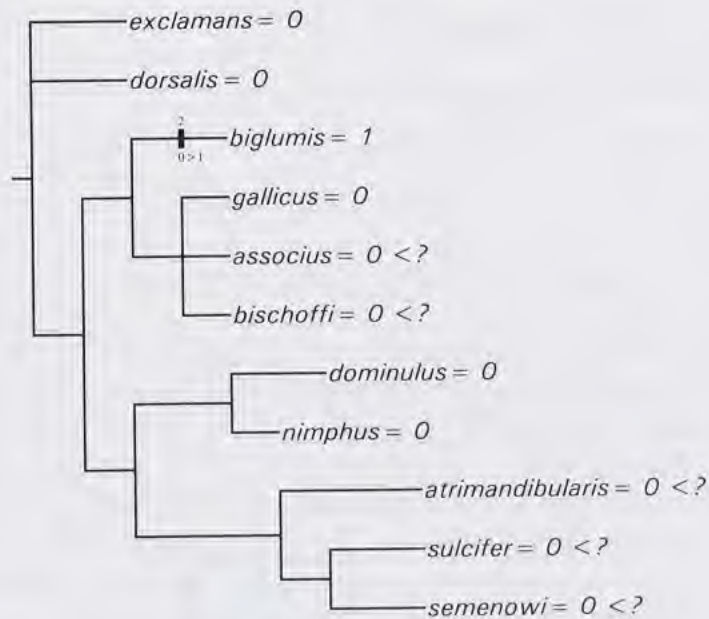 exclamans = 0
dorsalis = 0
2
biglumis = 1
0 > 1
gallicus = 0
associus = 0 < ?
bischoffi = 0 < ?
dominulus = 0
nimphus = 0
atrimandibularis = 0 < ?
sulcifer = 0 < ?
semenowi = 0 < ?